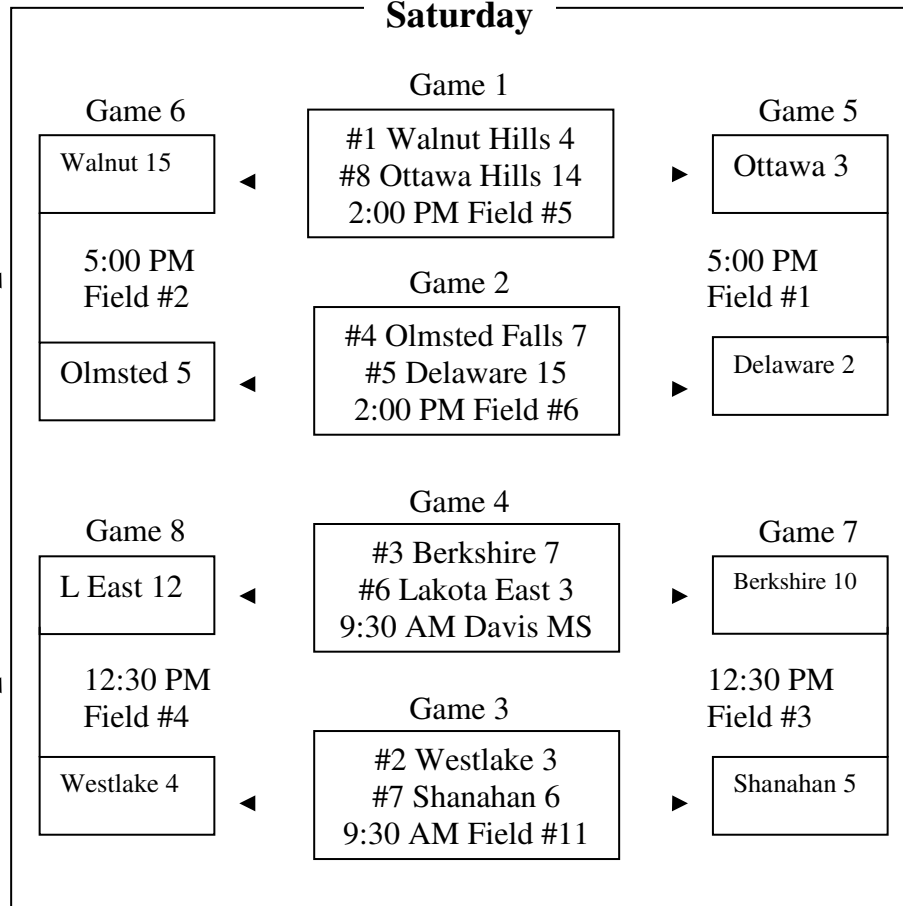 Saturday
Game 1
Game 6
Game 5
#1 Walnut Hills 4
#8 Ottawa Hills 14
2:00 PM Field #5
Walnut 15
Ottawa 3
5:00 PM
Field #2
5:00 PM
Field #1
Game 2
#4 Olmsted Falls 7
#5 Delaware 15
2:00 PM Field #6
Olmsted 5
Delaware 2
Game 4
Game 8
Game 7
#3 Berkshire 7
#6 Lakota East 3
9:30 AM Davis MS
L East 12
Berkshire 10
12:30 PM
Field #4
12:30 PM
Field #3
Game 3
#2 Westlake 3
#7 Shanahan 6
9:30 AM Field #11
Westlake 4
Shanahan 5